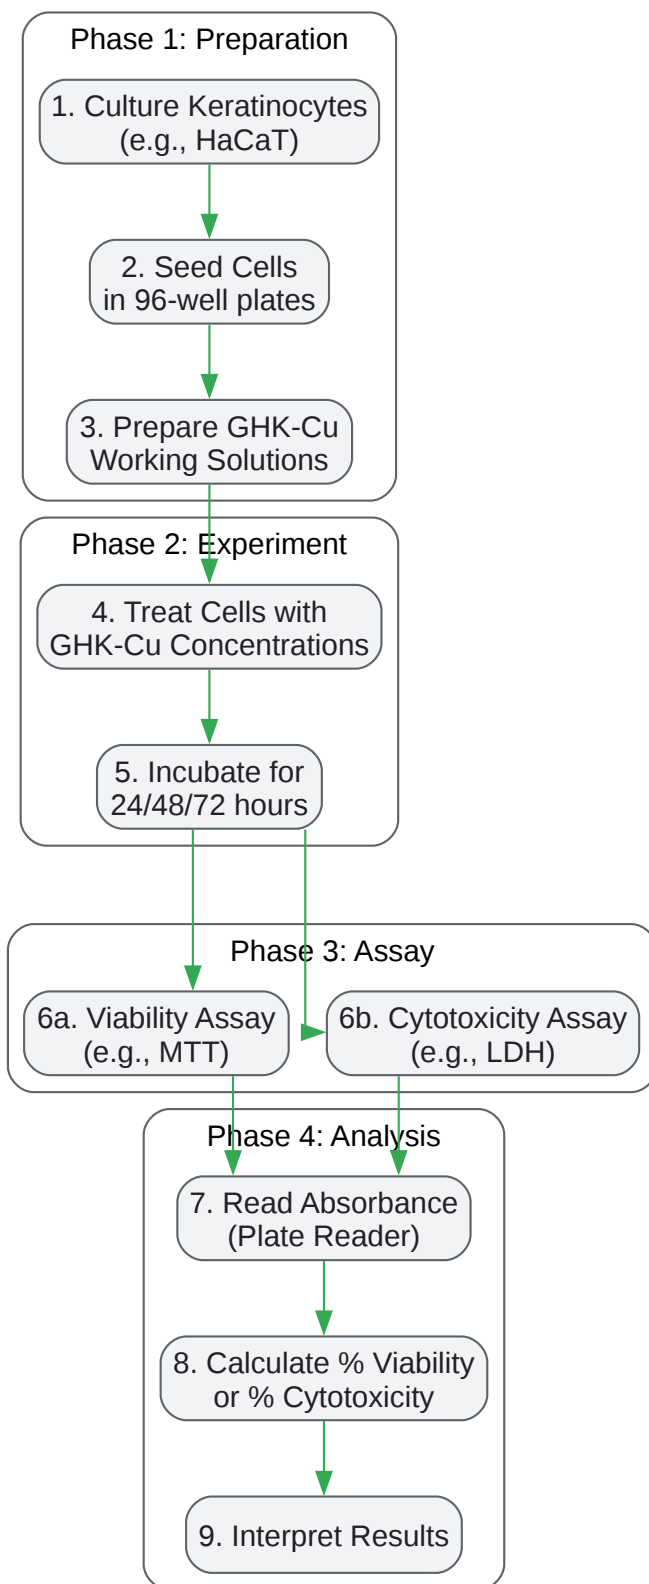 Phase 1: Preparation
1. Culture Keratinocytes
(e.g., HaCaT)
2. Seed Cells
in 96-well plates
3. Prepare GHK-Cu
Working Solutions
Phase 2: Experiment
4. Treat Cells with
GHK-Cu Concentrations
5. Incubate for
24/48/72 hours
Phase 3: Assay
6a. Viability Assay
(e.g., MTT)
6b. Cytotoxicity Assay
(e.g., LDH)
Phase 4: Analysis
7. Read Absorbance
(Plate Reader)
8. Calculate % Viability
or % Cytotoxicity
9. Interpret Results